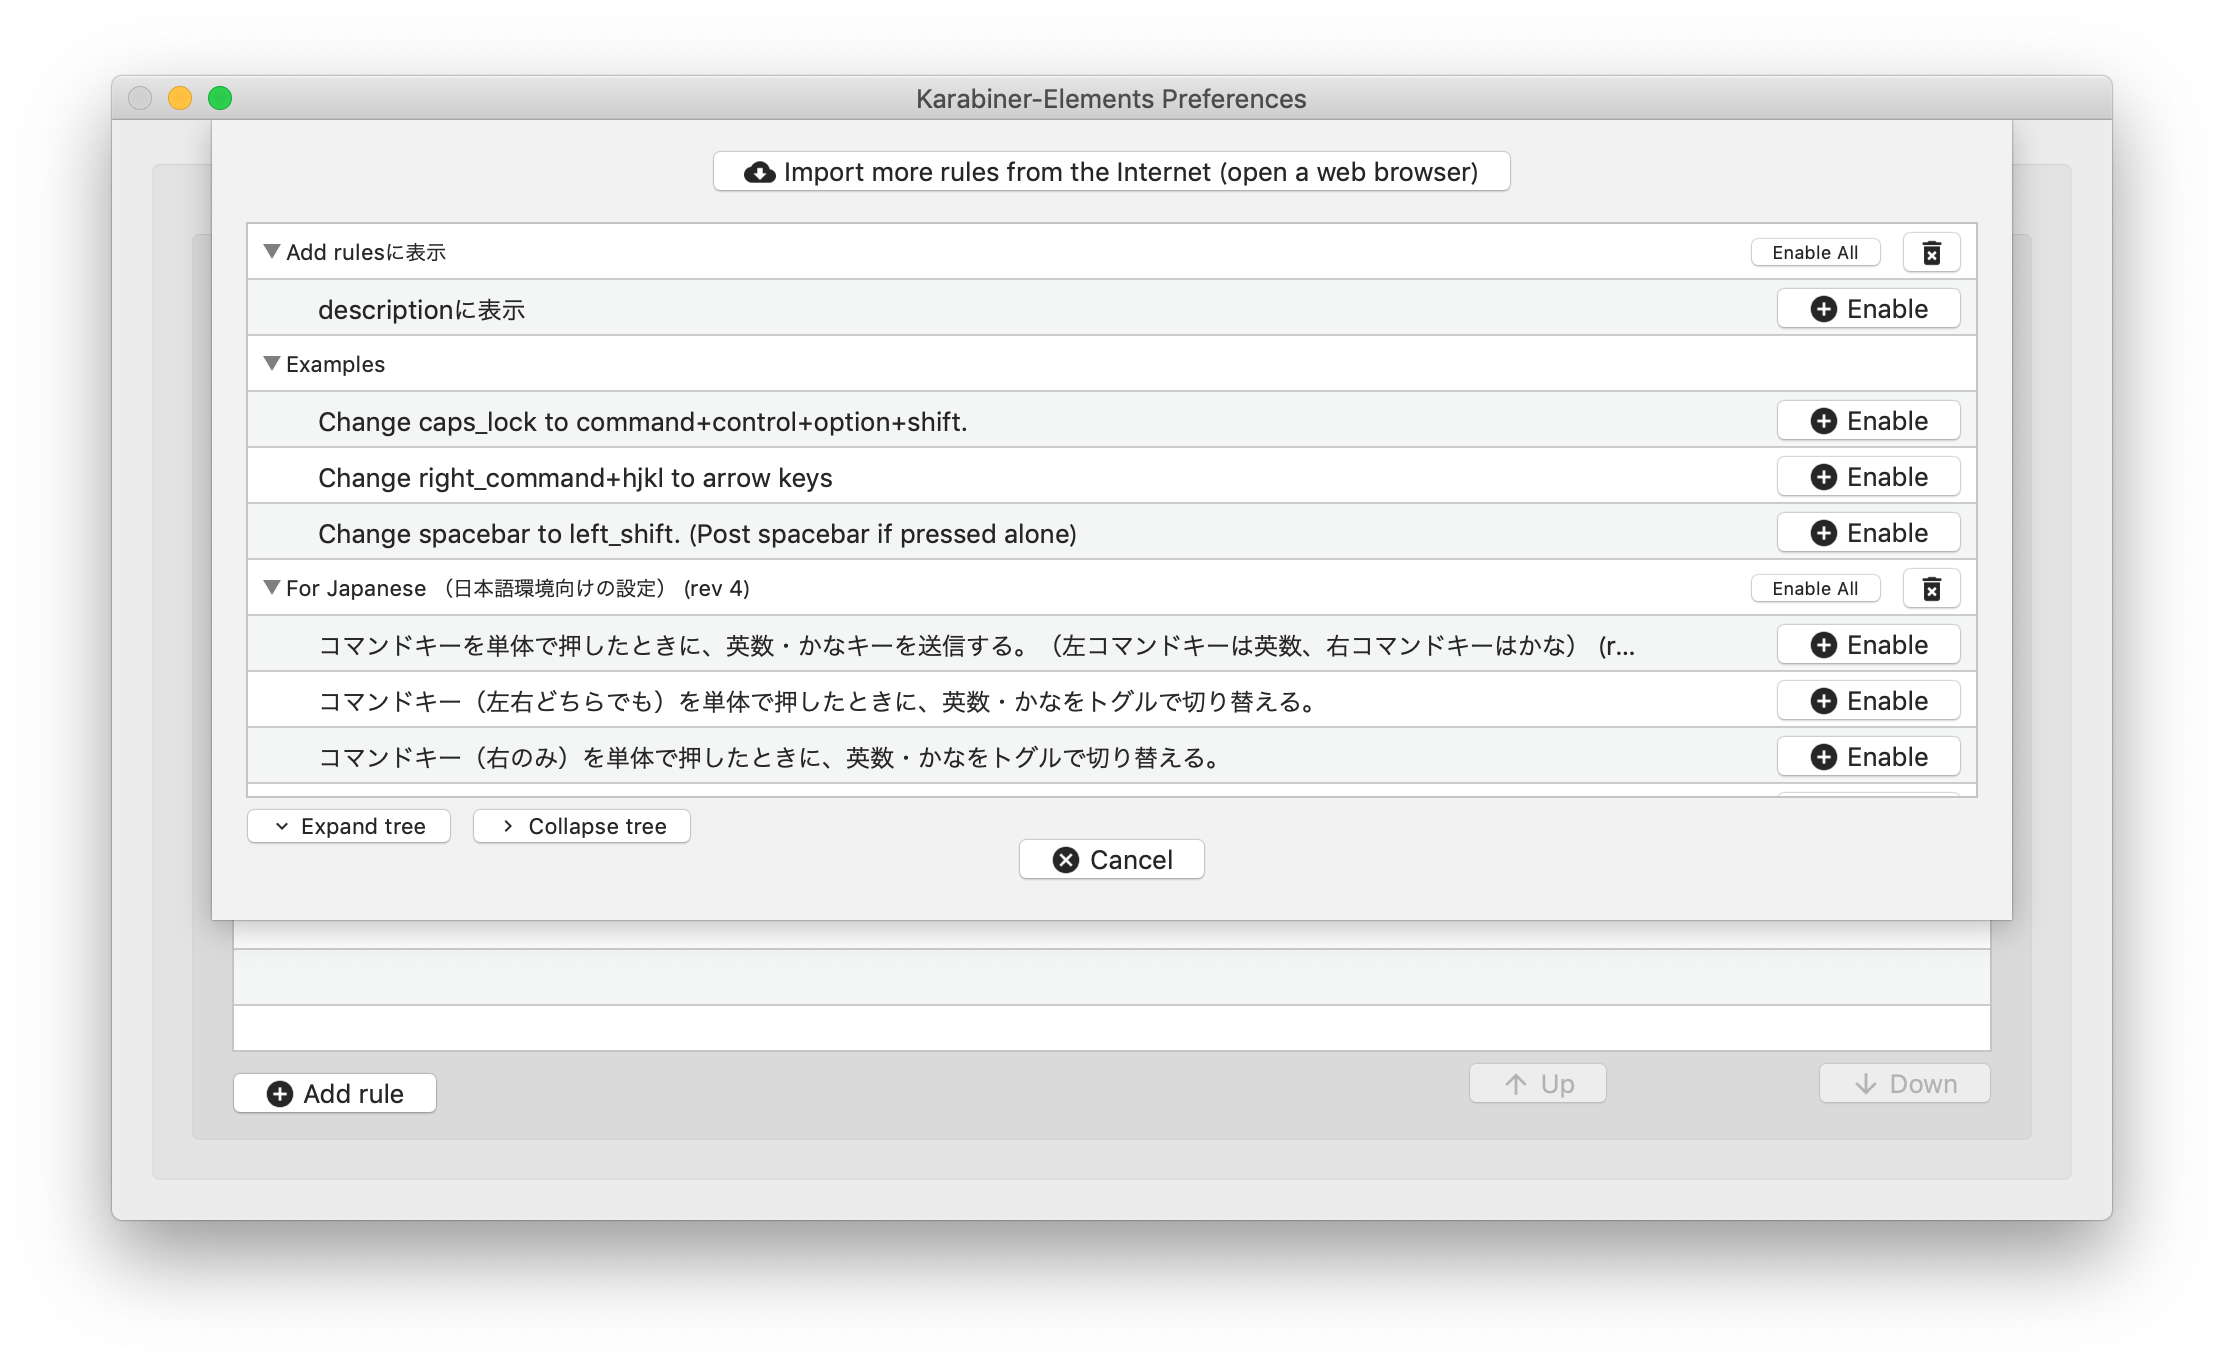 Karabiner-Elements Preferences
Import more rules from the Internet (open a web browser)
Add rulesに表示 Enable All
descriptionに表示 Enable
Examples
Change caps_lock to command+control+option+shift. Enable
Change right_command+hjkl to arrow keys Enable
Change spacebar to left_shift. (Post spacebar if pressed alone) Enable
For Japanese （日本語環境向けの設定） (rev 4) Enable All
コマンドキーを単体で押したときに、英数・かなキーを送信する。（左コマンドキーは英数、右コマンドキーはかな） (r... Enable
コマンドキー（左右どちらでも）を単体で押したときに、英数・かなをトグルで切り替える。 Enable
コマンドキー（右のみ）を単体で押したときに、英数・かなをトグルで切り替える。 Enable
Expand tree Collapse tree
Cancel
Add rule Up Down